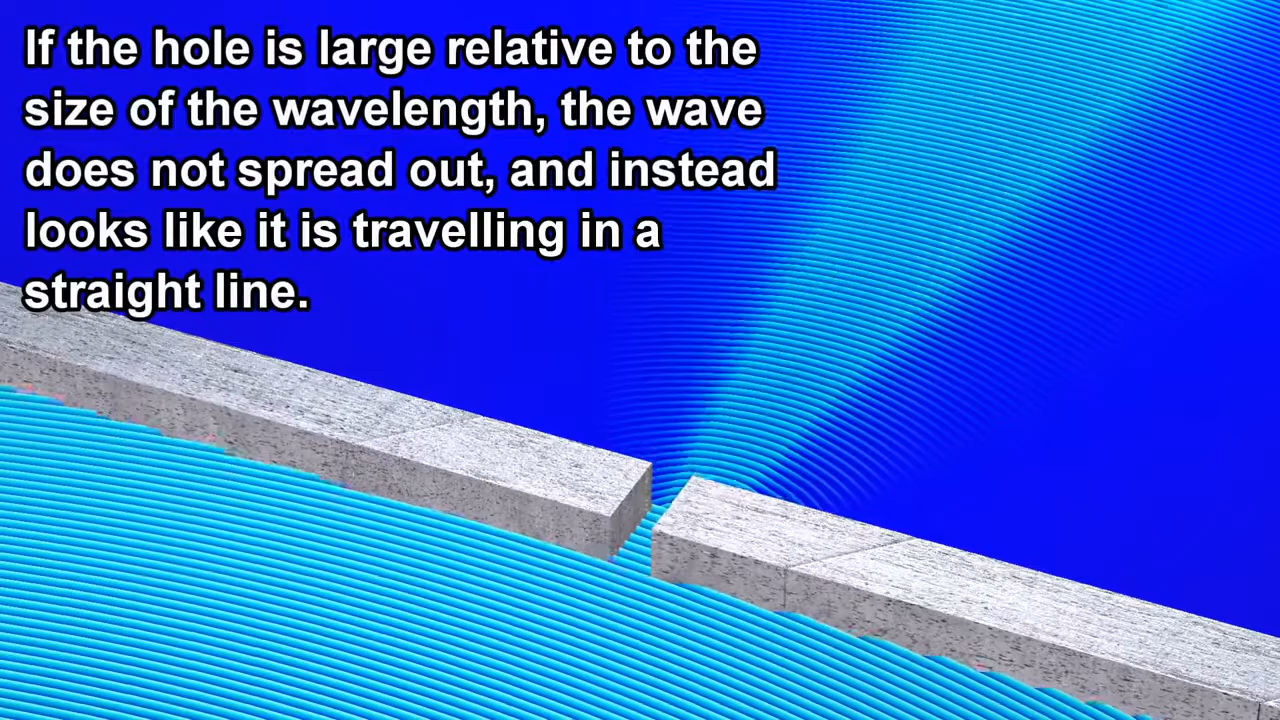 If the hole is large relative to the
size of the wavelength, the wave
does not spread out, and instead
looks like it is travelling in a
straight line.